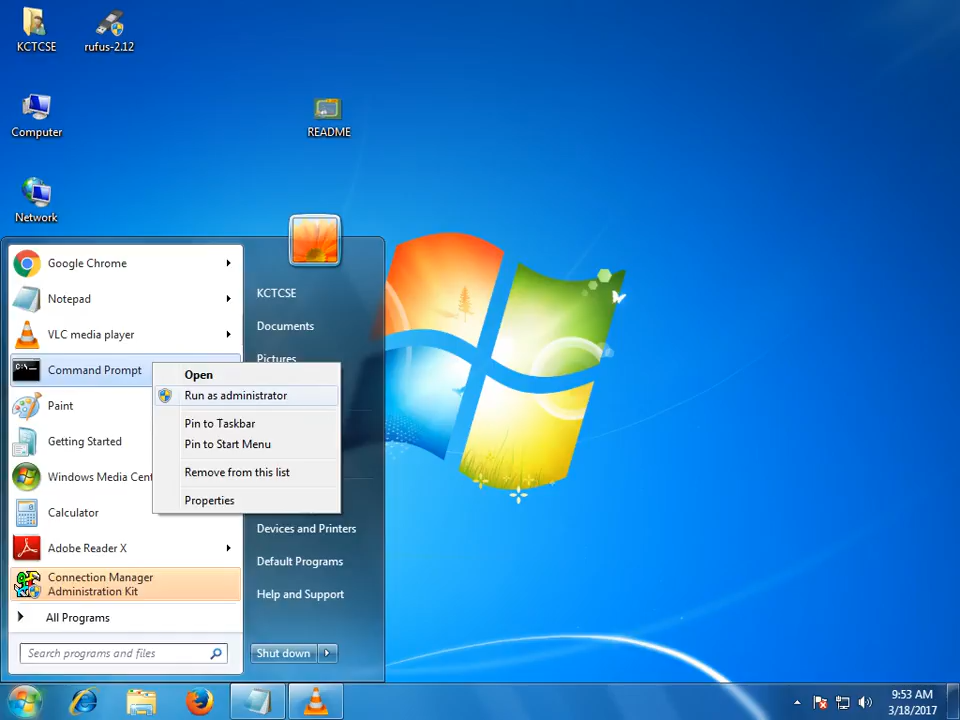 KCTCSE
rufus-2.12
Computer
README
Network
Google Chrome
Notepad
VLC media player
Command Prompt
Paint
Getting Started
Windows Media Cent
Calculator
Adobe Reader X
Connection Manager
Administration Kit
All Programs
Search programs and files
KCTCSE
Documents
Pictures
Open
Run as administrator
Pin to Taskbar
Pin to Start Menu
Remove from this list
Properties
Devices and Printers
Default Programs
Help and Support
Shut down
9:53 AM
3/18/2017